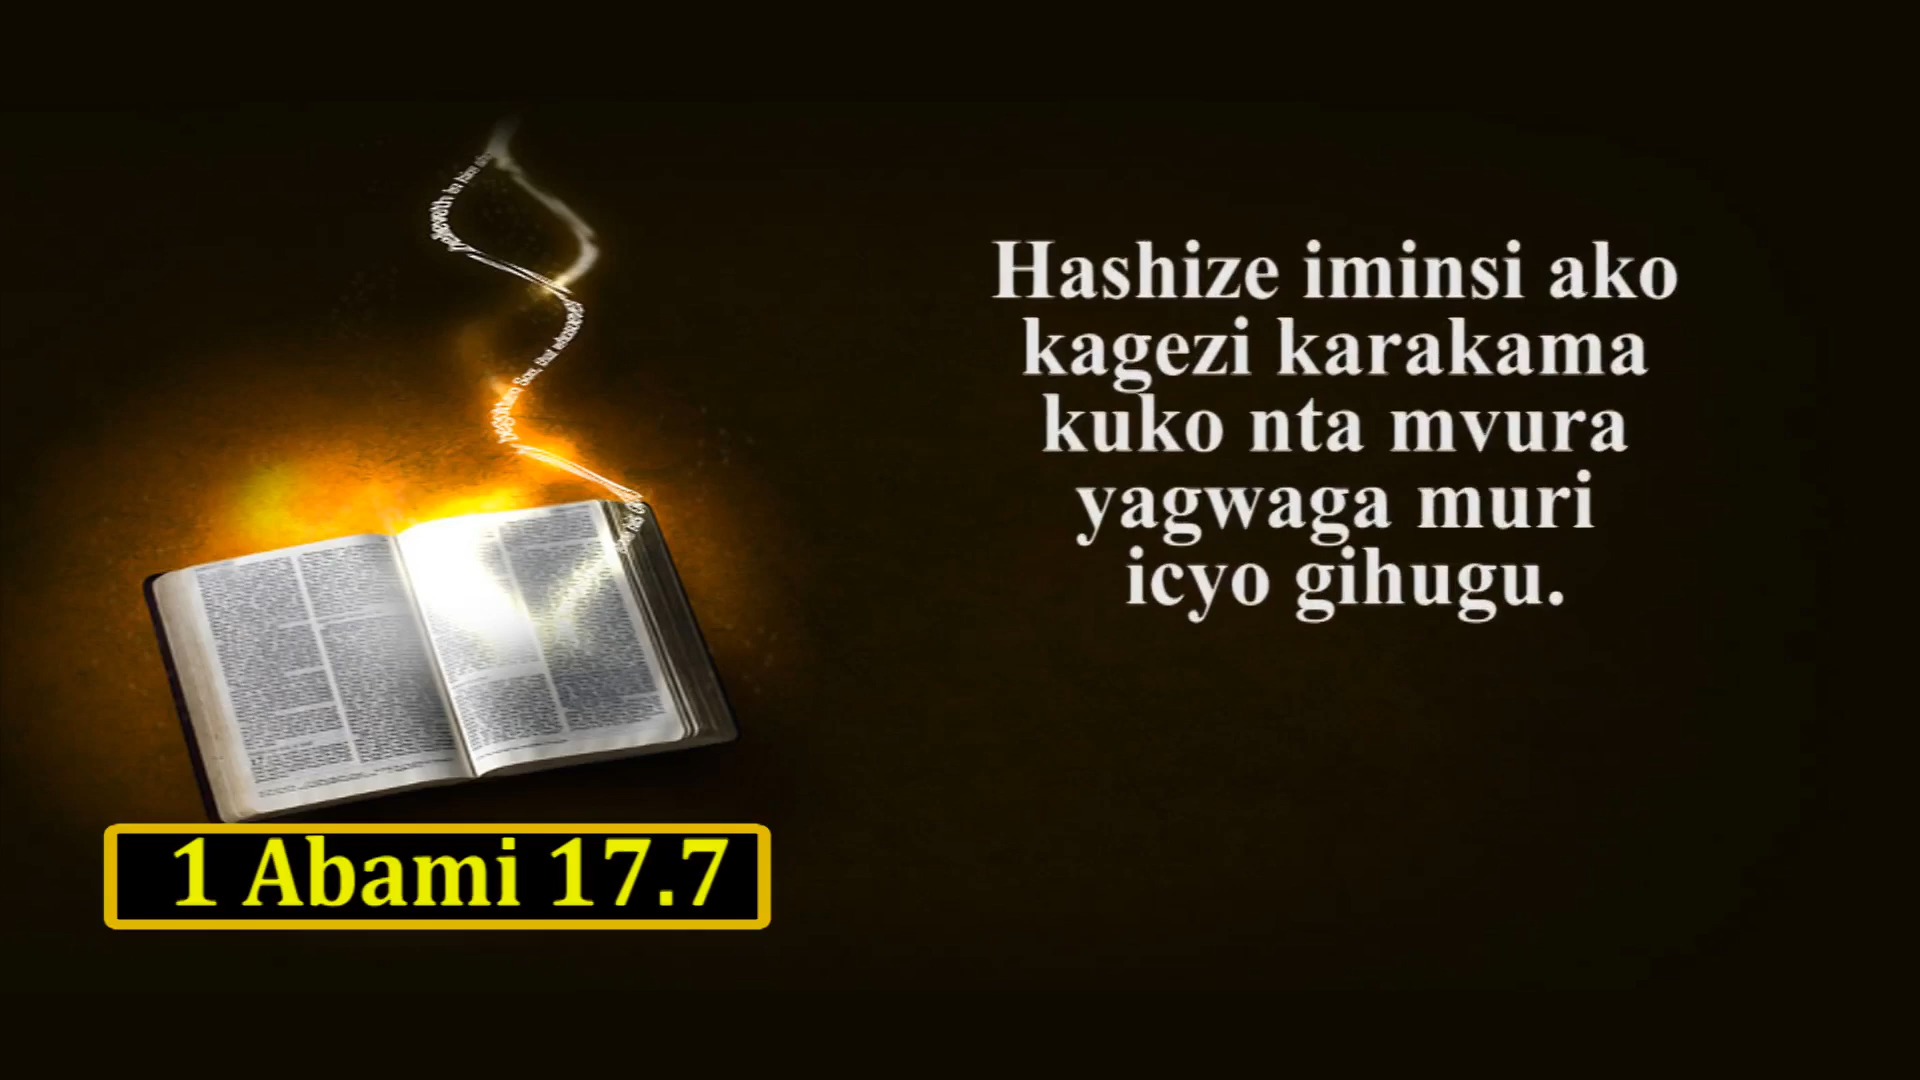 Hashize iminsi ako
kagezi karakama
kuko nta mvura
yagwaga muri
icyo gihugu.
1 Abami 17.7